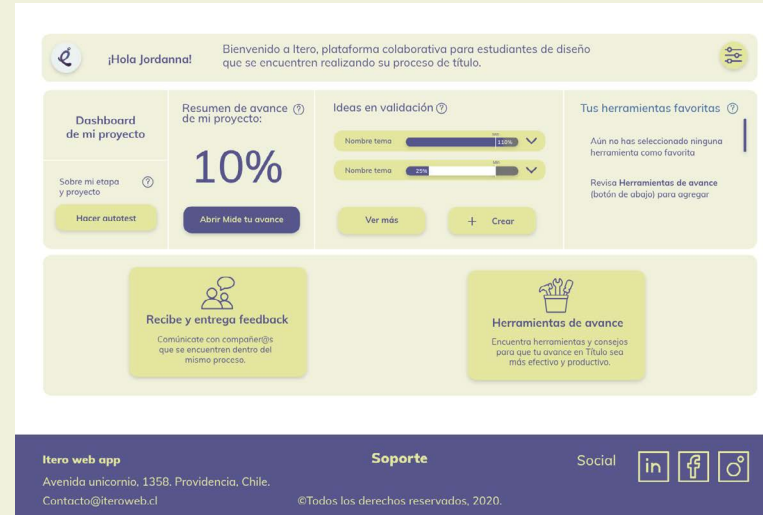 ¡Hola Jordanna!
Bienvenido a Itero, plataforma colaborativa para estudiantes de diseño
que se encuentren realizando su proceso de título.
Dashboard
de mi proyecto
Sobre mi etapa
y proyecto
?
Hacer autotest
Resumen de avance ?
de mi proyecto:
10%
Abrir Mide tu avance
Ideas en validación ?
Nombre tema
110%
Nombre tema
25%
Ver más
+ Crear
Tus herramientas favoritas ?
Aún no has seleccionado ninguna
herramienta como favorita
Revisa Herramientas de avance
(botón de abajo) para agregar
Recibe y entrega feedback
Comúnicate con compañer@s
que se encuentren dentro del
mismo proceso.
Herramientas de avance
Encuentra herramientas y consejos
para que tu avance en Título sea
más efectivo y productivo.
Itero web app
Avenida unicornio, 1358. Providencia, Chile.
Contacto@iteroweb.cl
Soporte
©Todos los derechos reservados, 2020.
Social
in
f